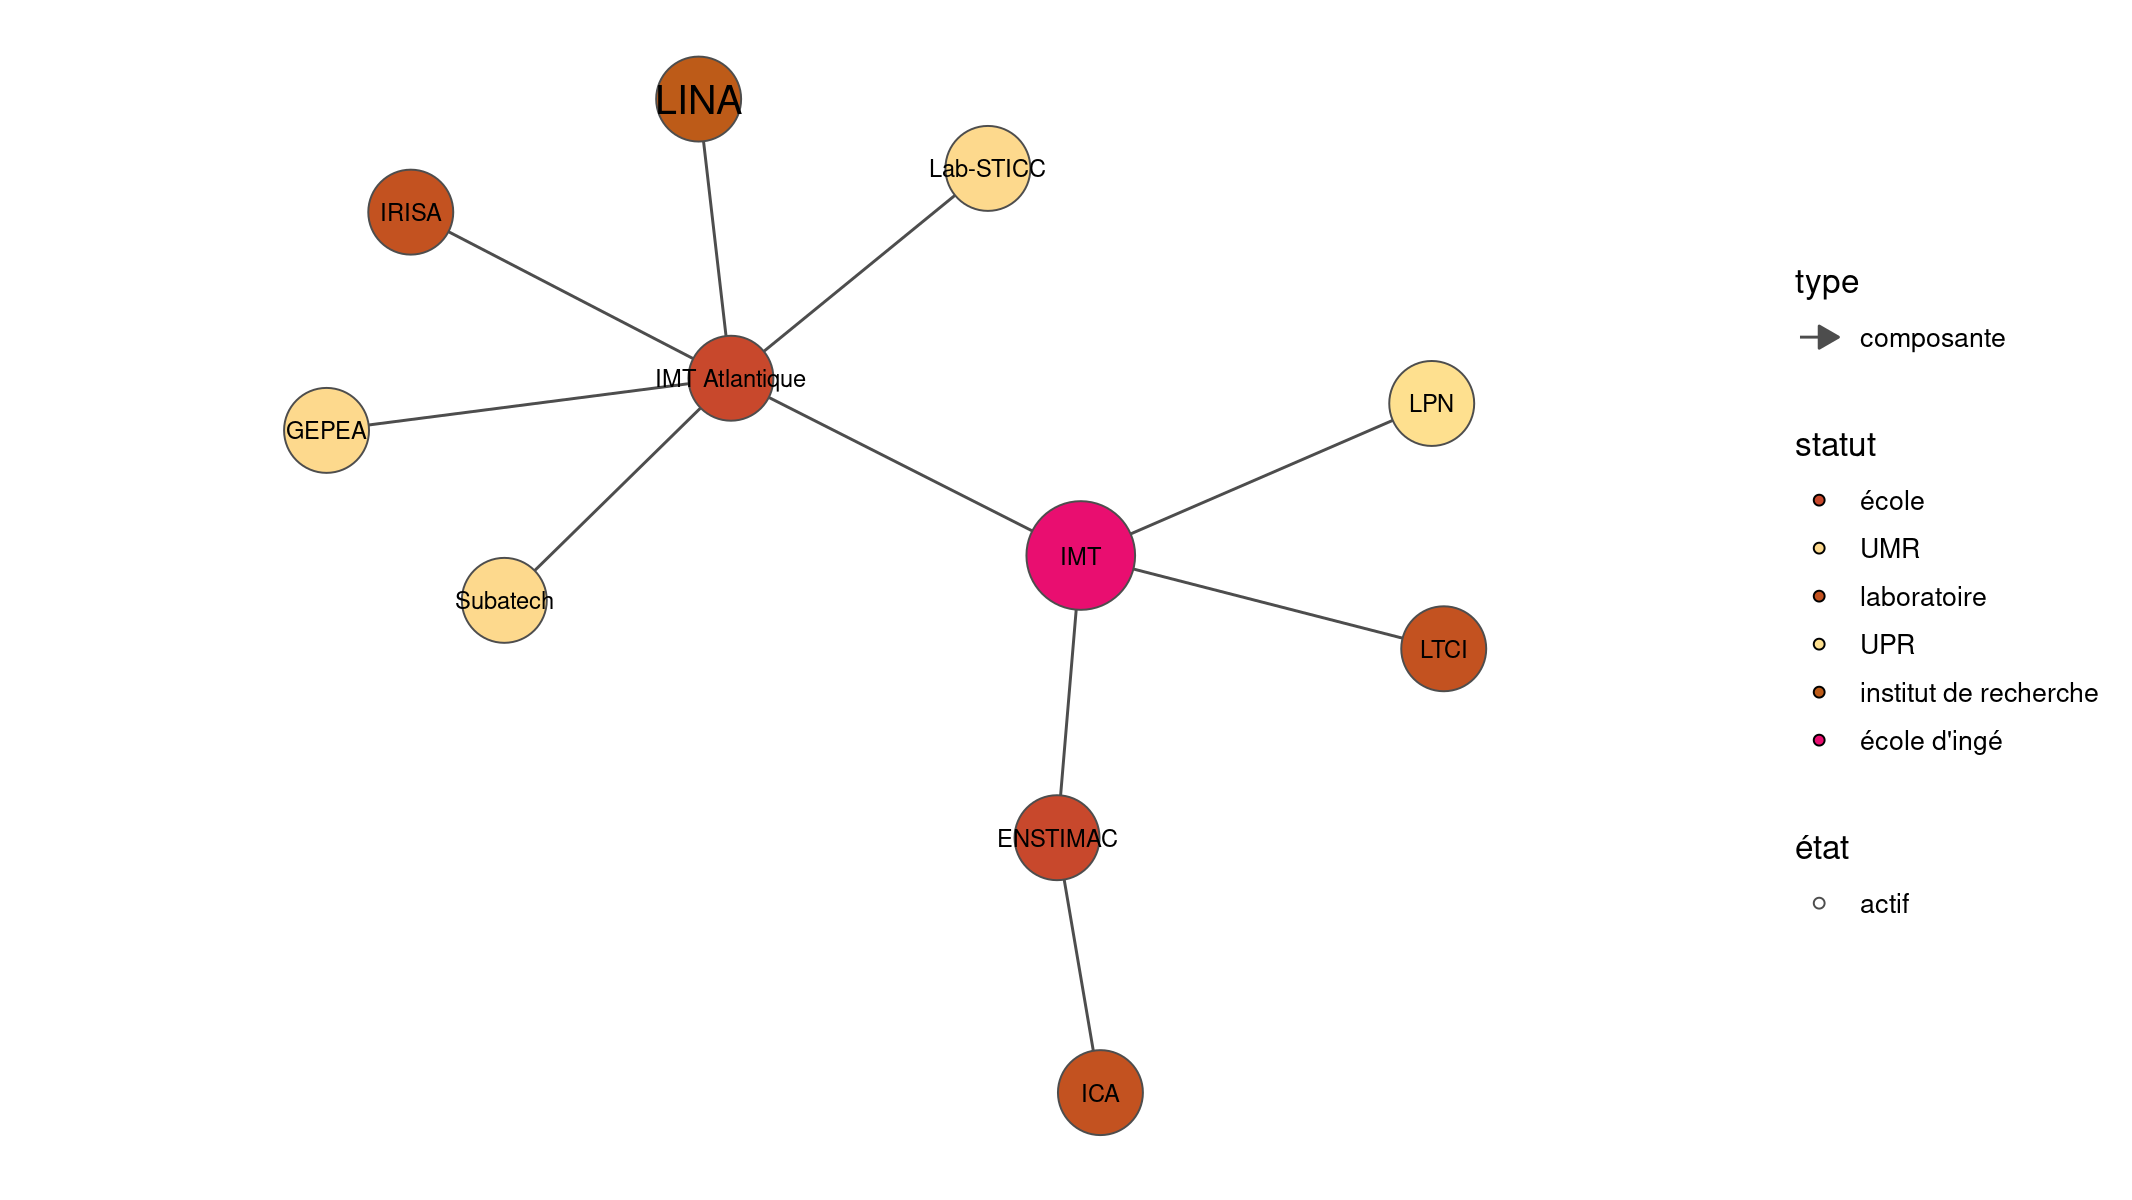 LINA
Lab-STICC
IRISA
IMT Atlantique
LPN
GEPEA
IMT
Subatech
LTCI
ENSTIMAC
ICA
type
composante
statut
école
UMR
laboratoire
UPR
institut de recherche
école d'ingé
état
actif